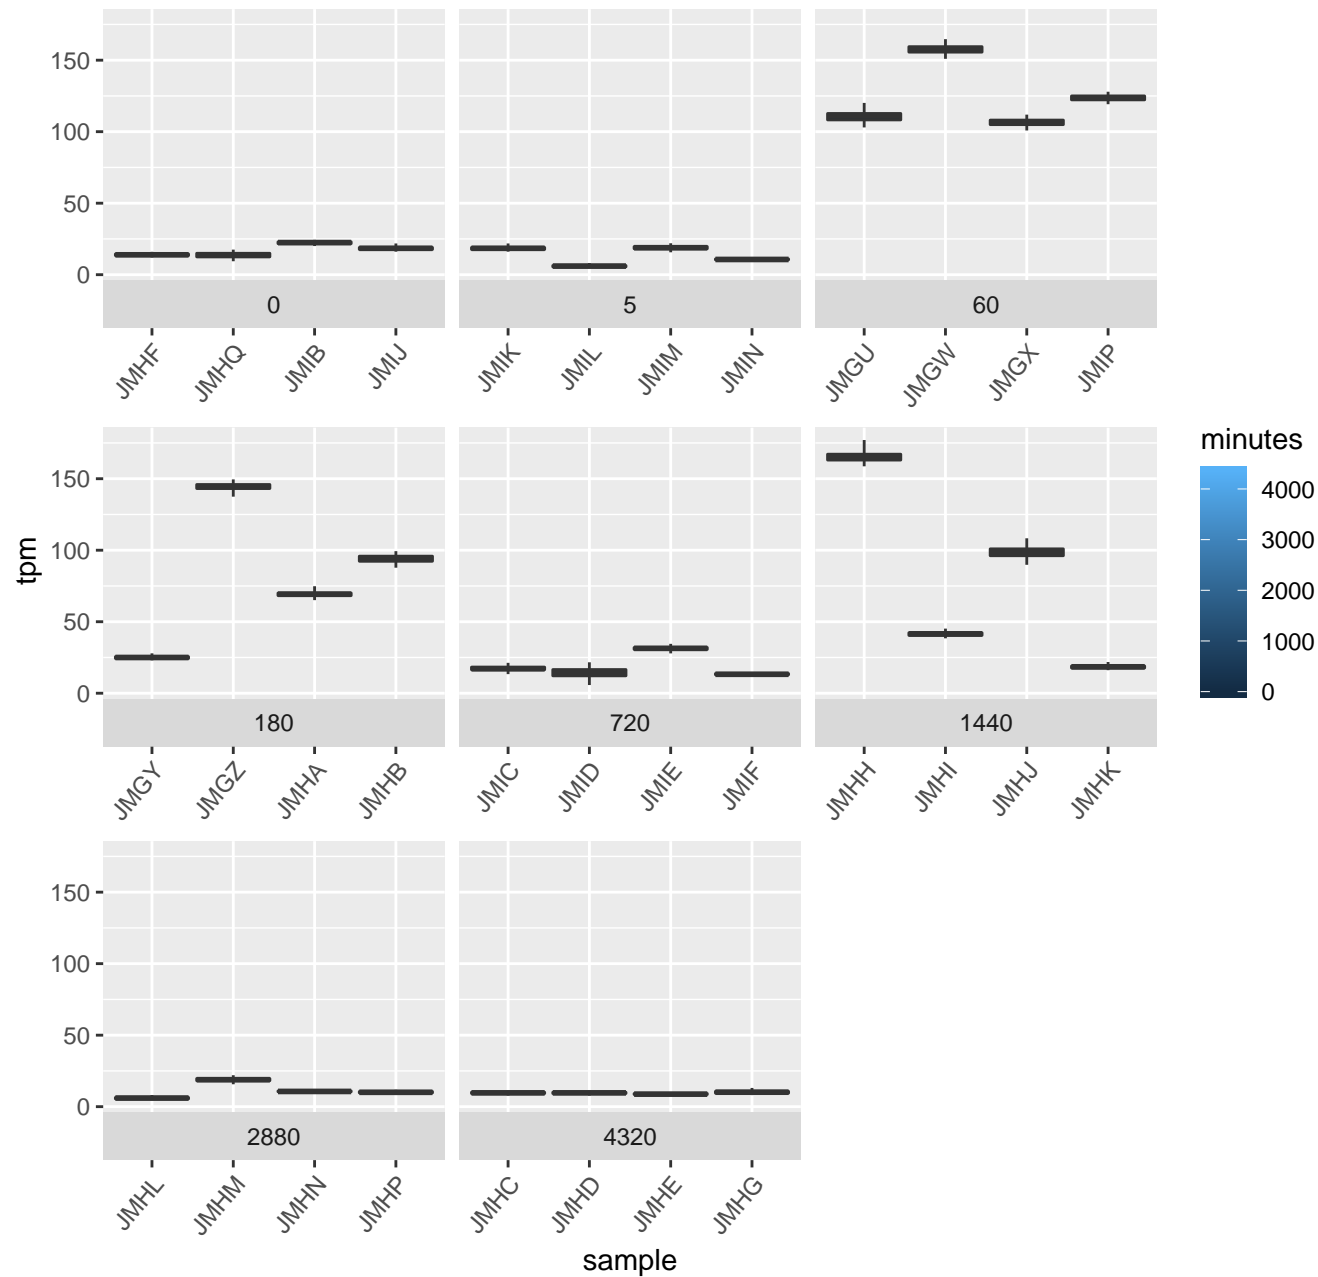 150
100
50
0
0
5
60
JMHF
JMHQ
JMIB
JMIJ
JMIK
JMIL
JMIM
JMIN
JMGU
JMGW
JMGX
JMIP
tpm
150
100
50
0
180
720
1440
JMGY
JMGZ
JMHA
JMHB
JMIC
JMID
JMIE
JMIF
JMHH
JMHI
JMHJ
JMHK
minutes
4000
3000
2000
1000
0
150
100
50
0
2880
4320
JMHL
JMHM
JMHN
JMHP
JMHC
JMHD
JMHE
JMHG
sample